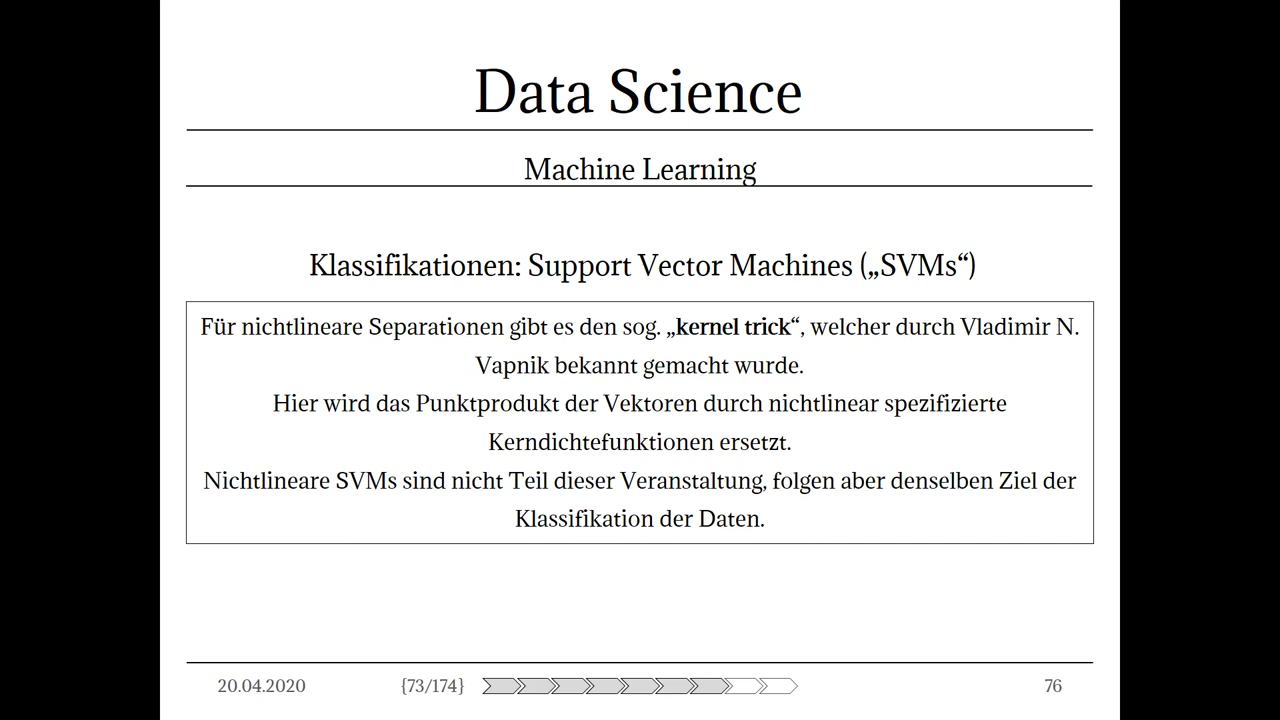 Data Science
Machine Learning
Klassifikationen: Support Vector Machines („SVMs“)
Für nichtlineare Separationen gibt es den sog. „kernel trick“, welcher durch Vladimir N.
Vapnik bekannt gemacht wurde.
Hier wird das Punktprodukt der Vektoren durch nichtlinear spezifizierte
Kerndichtefunktionen ersetzt.
Nichtlineare SVMs sind nicht Teil dieser Veranstaltung, folgen aber denselben Ziel der
Klassifikation der Daten.
20.04.2020 {73/174} 76